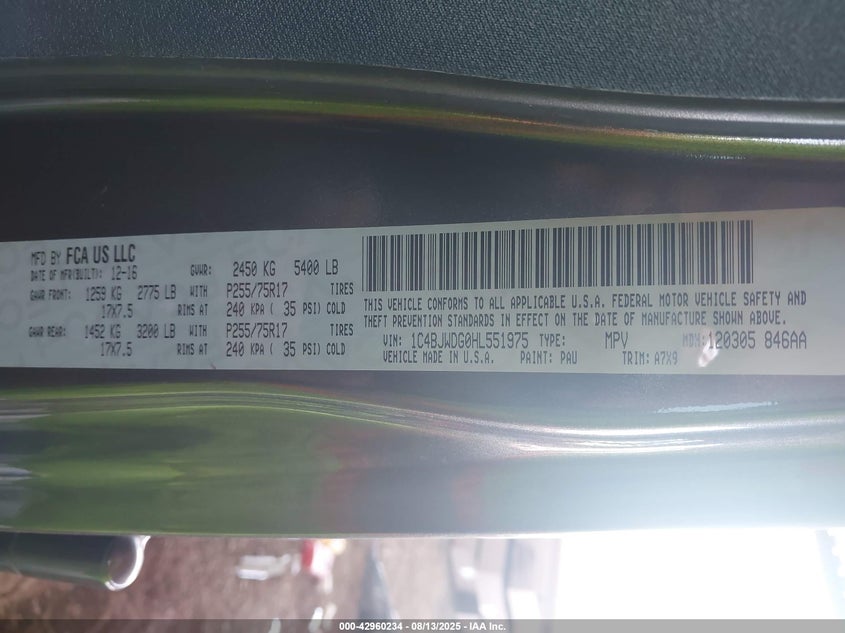 MFD BY FCA US LLC
DATE OF MFR(BUILT): 12-16 GVWR: 2450 KG 5400 LB
GAWR FRONT: 1259 KG 2775 LB WITH P255/75R17 TIRES
17X7.5 RIMS AT 240 KPA ( 35 PSI) COLD
GAWR REAR: 1452 KG 3200 LB WITH P255/75R17 TIRES
17X7.5 RIMS AT 240 KPA ( 35 PSI) COLD
THIS VEHICLE CONFORMS TO ALL APPLICABLE U.S.A. FEDERAL MOTOR VEHICLE SAFETY AND
THEFT PREVENTION STANDARDS IN EFFECT ON THE DATE OF MANUFACTURE SHOWN ABOVE.
VIN: 1C4BJWDG0HL551975 TYPE: MPV MDH: 120305 846AA
VEHICLE MADE IN U.S.A. PAINT: PAU TRIM: A7X9
000-42960234 - 08/13/2025 - IAA Inc.